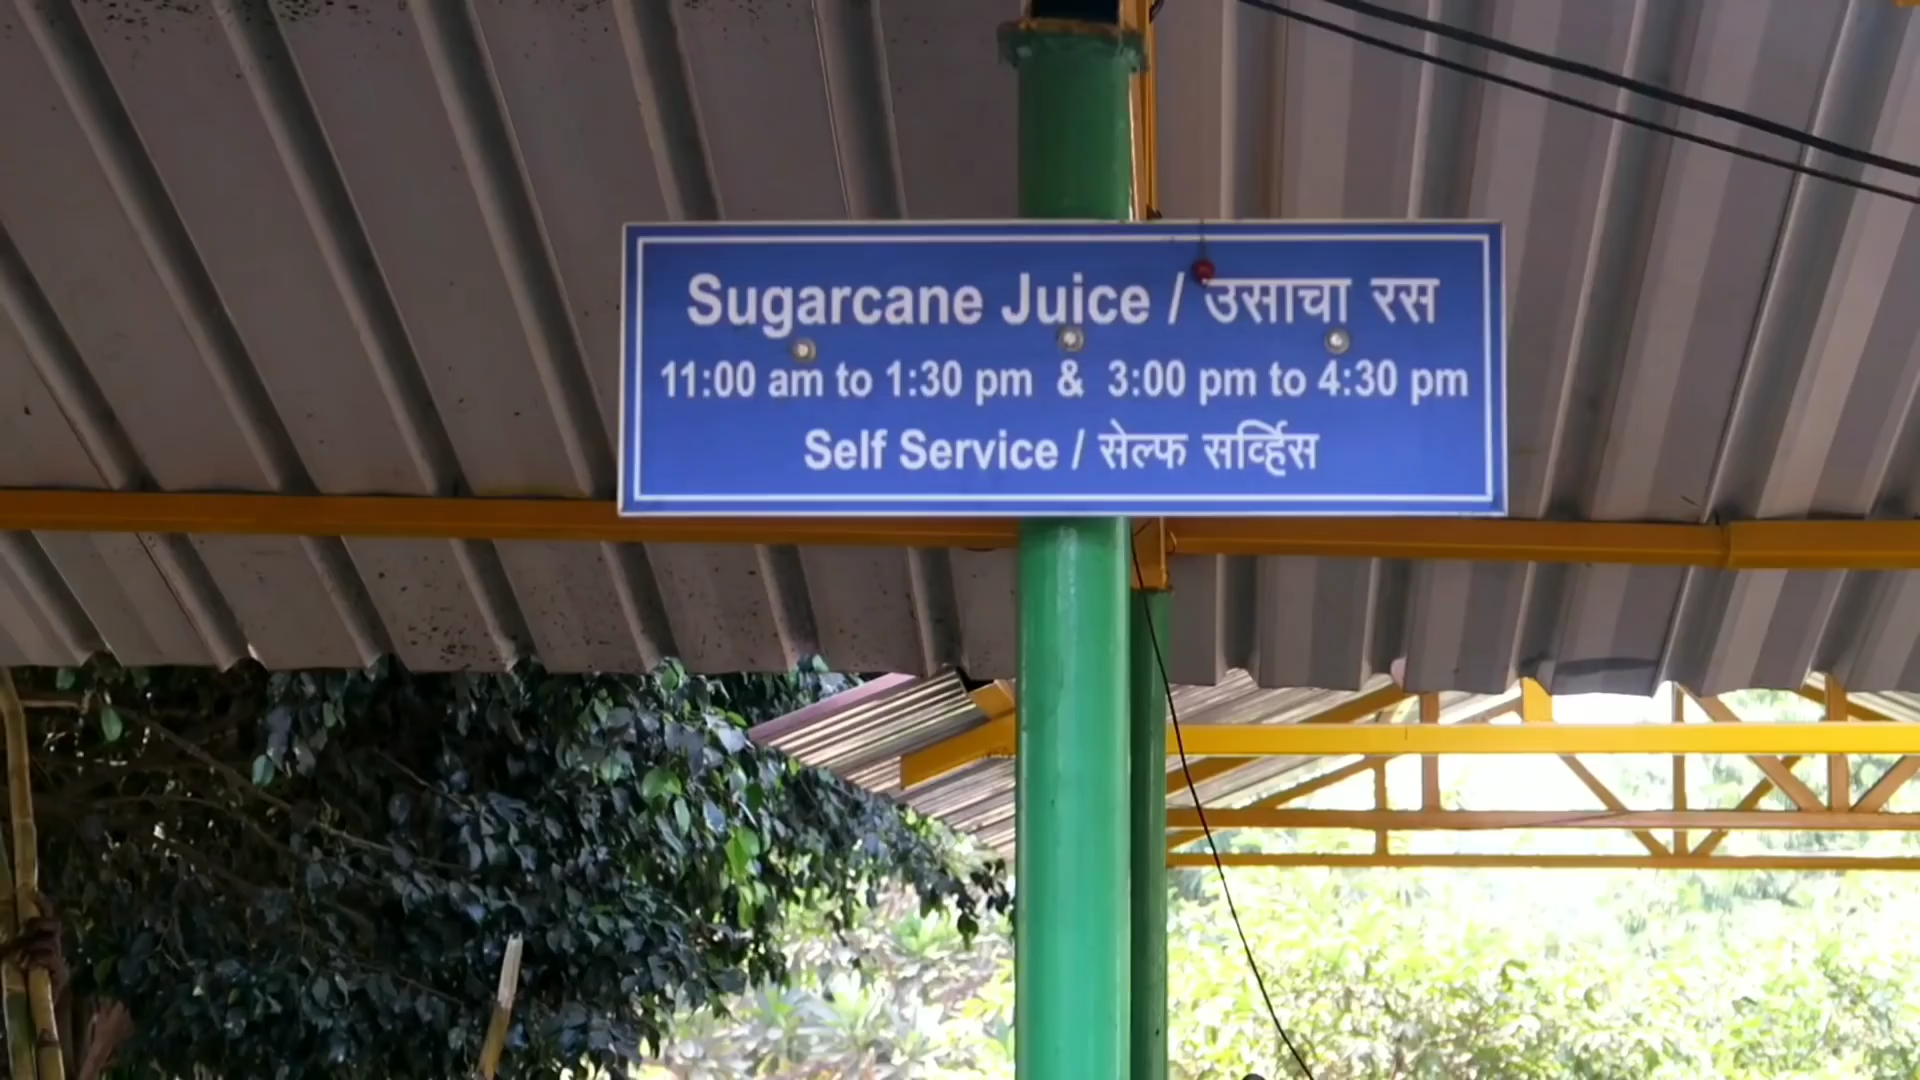 Sugarcane Juice / उसाचा रस
11:00 am to 1:30 pm & 3:00 pm to 4:30 pm
Self Service / सेल्फ सर्व्हिस